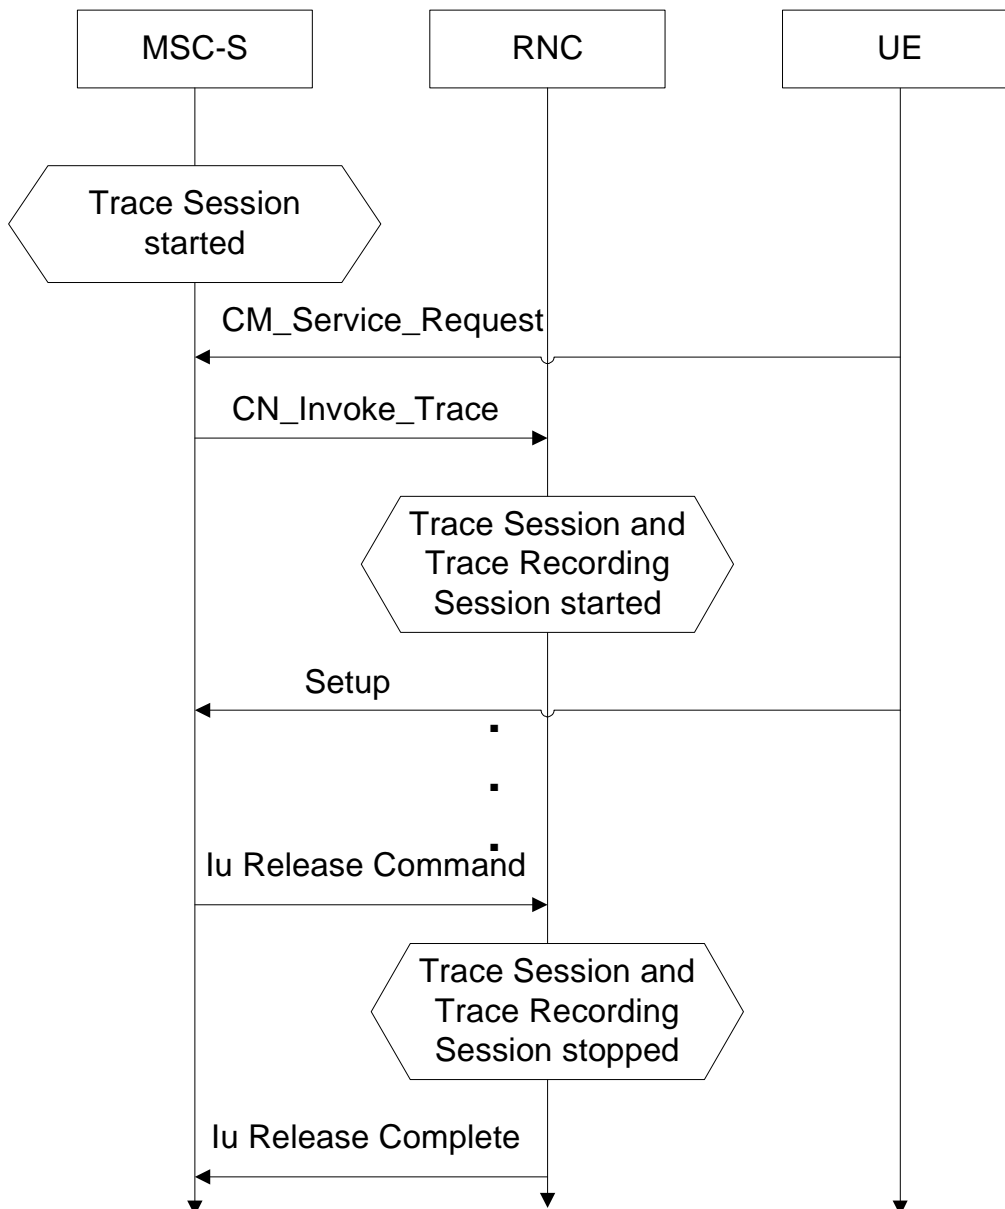 MSC-S
RNC
UE
Trace Session
started
CM_Service_Request
CN_Invoke_Trace
Trace Session and
Trace Recording
Session started
Setup
Iu Release Command
Trace Session and
Trace Recording
Session stopped
Iu Release Complete